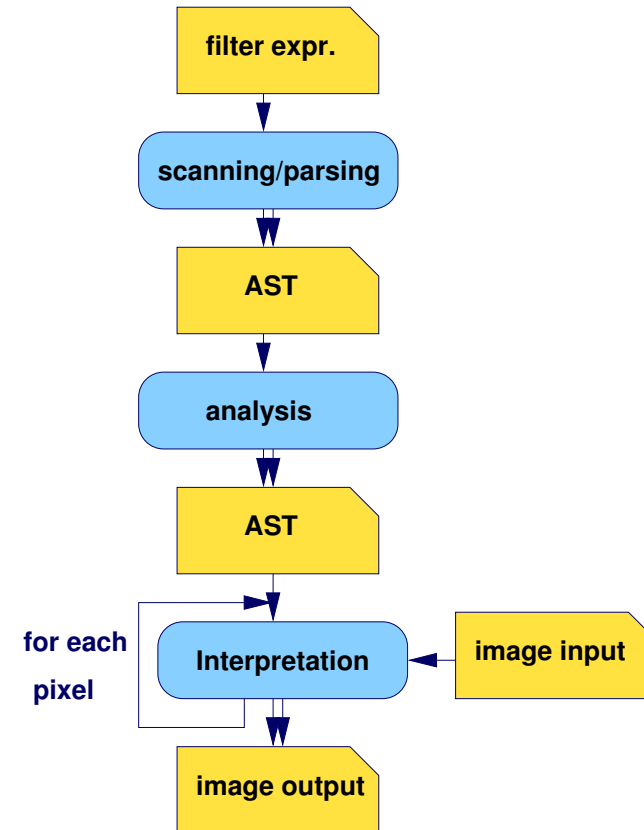 filter expr.
scanning/parsing
AST
analysis
AST
for each
pixel
Interpretation
image input
image output